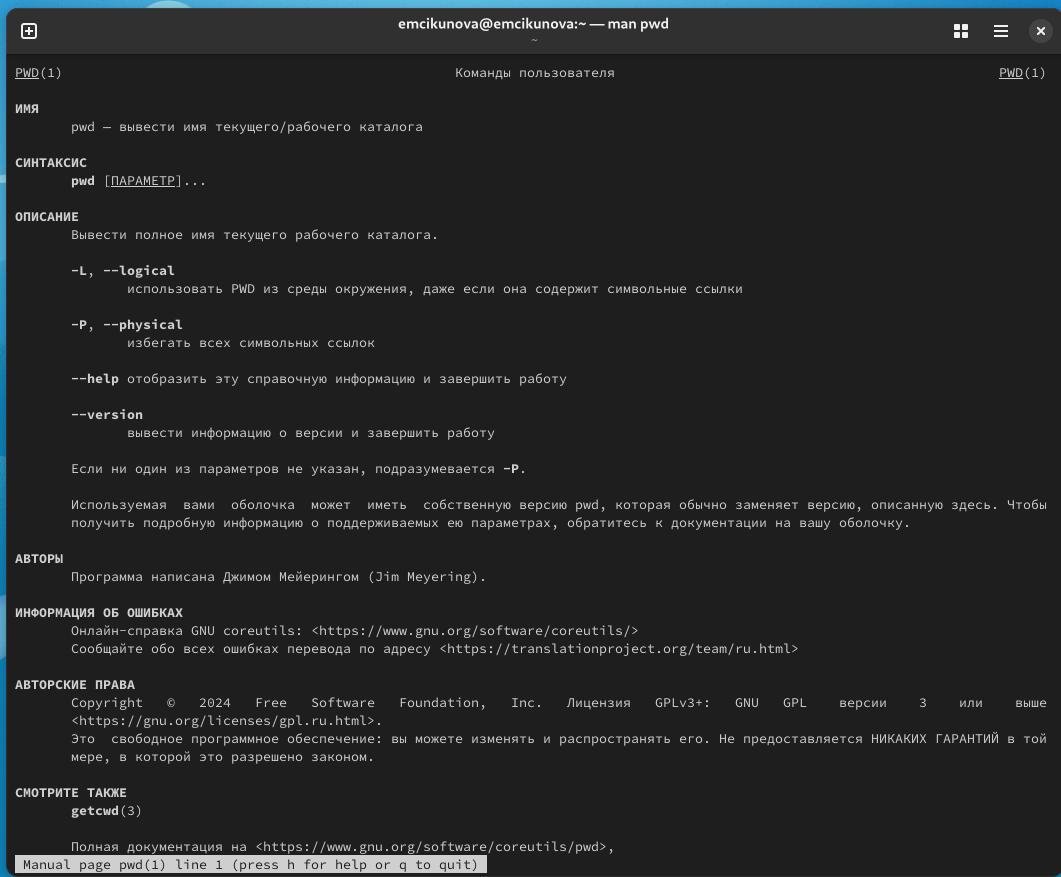 emcikunova@emcikunova:~ — man pwd
~
PWD(1) Команды пользователя PWD(1)
ИМЯ
pwd – вывести имя текущего/рабочего каталога
СИНТАКСИС
pwd [ПАРАМЕТР]...
ОПИСАНИЕ
Вывести полное имя текущего рабочего каталога.
-L, --logical
использовать PWD из среды окружения, даже если она содержит символьные ссылки
-P, --physical
избегать всех символьных ссылок
--help отобразить эту справочную информацию и завершить работу
--version
вывести информацию о версии и завершить работу
Если ни один из параметров не указан, подразумевается -P.
Используемая вами оболочка может иметь собственную версию pwd, которая обычно заменяет версию, описанную здесь. Чтобы
получить подробную информацию о поддерживаемых ею параметрах, обратитесь к документации на вашу оболочку.
АВТОРЫ
Программа написана Джимом Мейерингом (Jim Meyering).
ИНФОРМАЦИЯ ОБ ОШИБКАХ
Онлайн-справка GNU coreutils: <https://www.gnu.org/software/coreutils/>
Сообщайте обо всех ошибках перевода по адресу <https://translationproject.org/team/ru.html>
АВТОРСКИЕ ПРАВА
Copyright © 2024 Free Software Foundation, Inc. Лицензия GPLv3+: GNU GPL версии 3 или выше
<https://gnu.org/licenses/gpl.ru.html>.
Это свободное программное обеспечение: вы можете изменять и распространять его. Не предоставляется НИКАКИХ ГАРАНТИЙ в той
мере, в которой это разрешено законом.
СМОТРИТЕ ТАКЖЕ
getcwd(3)
Полная документация на <https://www.gnu.org/software/coreutils/pwd>,
Manual page pwd(1) line 1 (press h for help or q to quit)